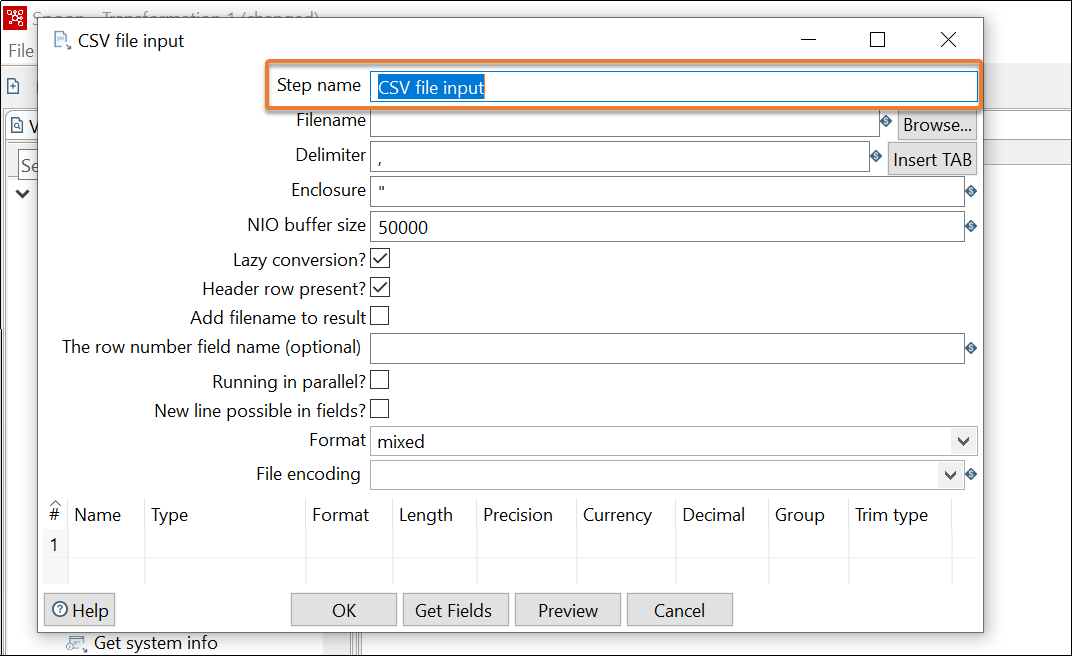 Spoon - Transformation 1 (changed)
CSV file input
File
Step name CSV file input
Filename Browse...
V
Delimiter , Insert TAB
Se
Enclosure "
NIO buffer size 50000
Lazy conversion?
Header row present?
Add filename to result
The row number field name (optional)
Running in parallel?
New line possible in fields?
Format mixed
File encoding
# Name Type Format Length Precision Currency Decimal Group Trim type
1
Help OK Get Fields Preview Cancel
Get system info